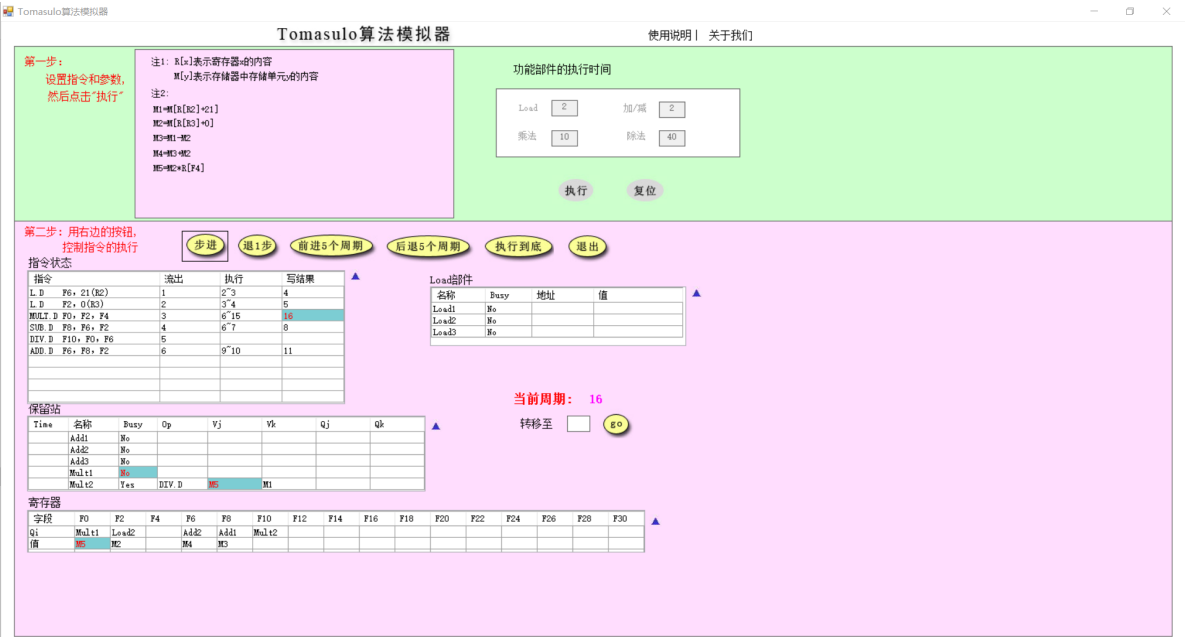 Tomasulo算法模拟器
Tomasulo算法模拟器
使用说明 | 关于我们
第一步:
设置指令和参数,
然后点击"执行"
注1: R[x]表示寄存器x的内容
M[y]表示存储器中存储单元y的内容
注2:
M1=M[R[R2]+21]
M2=M[R[R3]+0]
M3=M1-M2
M4=M3+M2
M5=M2*R[F4]
功能部件的执行时间
Load 2 加/减 2
乘法 10 除法 40
执行 复位
第二步: 用右边的按钮,
控制指令的执行
步进 退1步 前进5个周期 后退5个周期 执行到底 退出
指令状态
指令 流出 执行 写结果
L.D F6, 21(R2) 1 2~3 4
L.D F2, 0(R3) 2 3~4 5
MULT.D F0, F2, F4 3 6~15 16
SUB.D F8, F6, F2 4 6~7 8
DIV.D F10, F0, F6 5
ADD.D F6, F8, F2 6 9~10 11
Load部件
名称 Busy 地址 值
Load1 No
Load2 No
Load3 No
当前周期: 16
转移至 go
保留站
Time 名称 Busy Op Vj Vk Qj Qk
Add1 No
Add2 No
Add3 No
Mult1 No
Mult2 Yes DIV.D M5 M1
寄存器
字段 F0 F2 F4 F6 F8 F10 F12 F14 F16 F18 F20 F22 F24 F26 F28 F30
Qi Mult1 Load2 Add2 Add1 Mult2
值 M5 M2 M4 M3